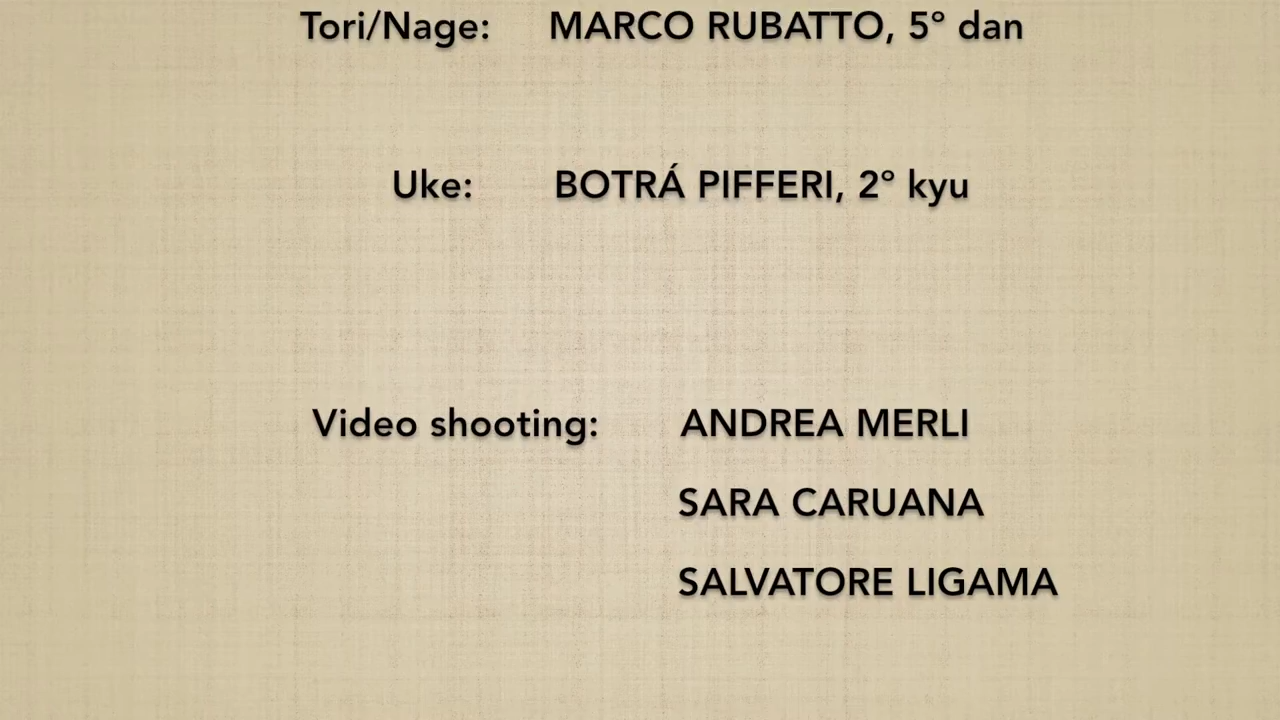 Tori/Nage: MARCO RUBATTO, 5° dan
Uke: BOTRÁ PIFFERI, 2° kyu
Video shooting: ANDREA MERLI
SARA CARUANA
SALVATORE LIGAMA